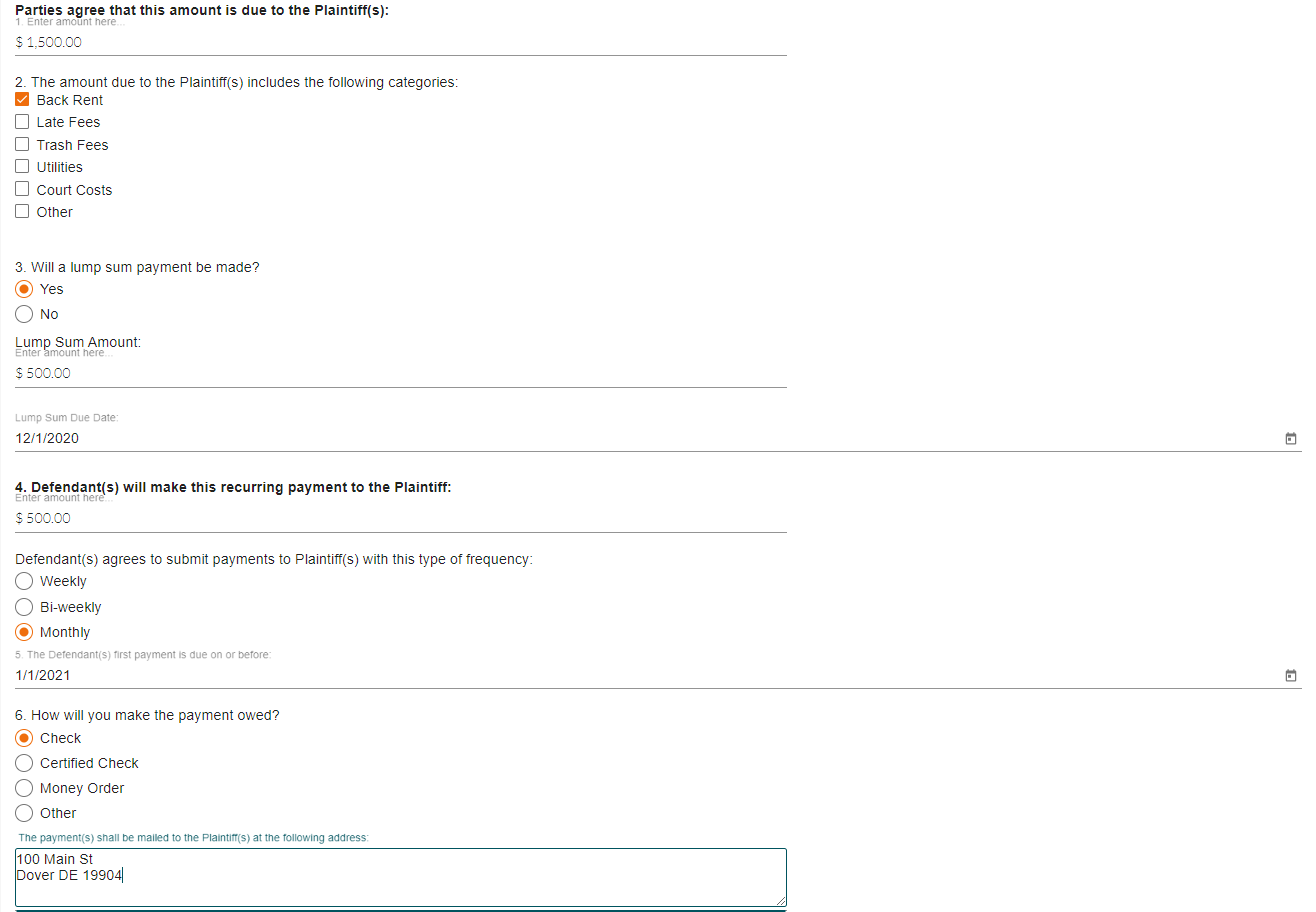 Parties agree that this amount is due to the Plaintiff(s):
1. Enter amount here...
$ 1,500.00
2. The amount due to the Plaintiff(s) includes the following categories:
Back Rent
Late Fees
Trash Fees
Utilities
Court Costs
Other
3. Will a lump sum payment be made?
Yes
No
Lump Sum Amount:
Enter amount here...
$ 500.00
Lump Sum Due Date:
12/1/2020
4. Defendant(s) will make this recurring payment to the Plaintiff:
Enter amount here...
$ 500.00
Defendant(s) agrees to submit payments to Plaintiff(s) with this type of frequency:
Weekly
Bi-weekly
Monthly
5. The Defendant(s) first payment is due on or before:
1/1/2021
6. How will you make the payment owed?
Check
Certified Check
Money Order
Other
The payment(s) shall be mailed to the Plaintiff(s) at the following address:
100 Main St
Dover DE 19904